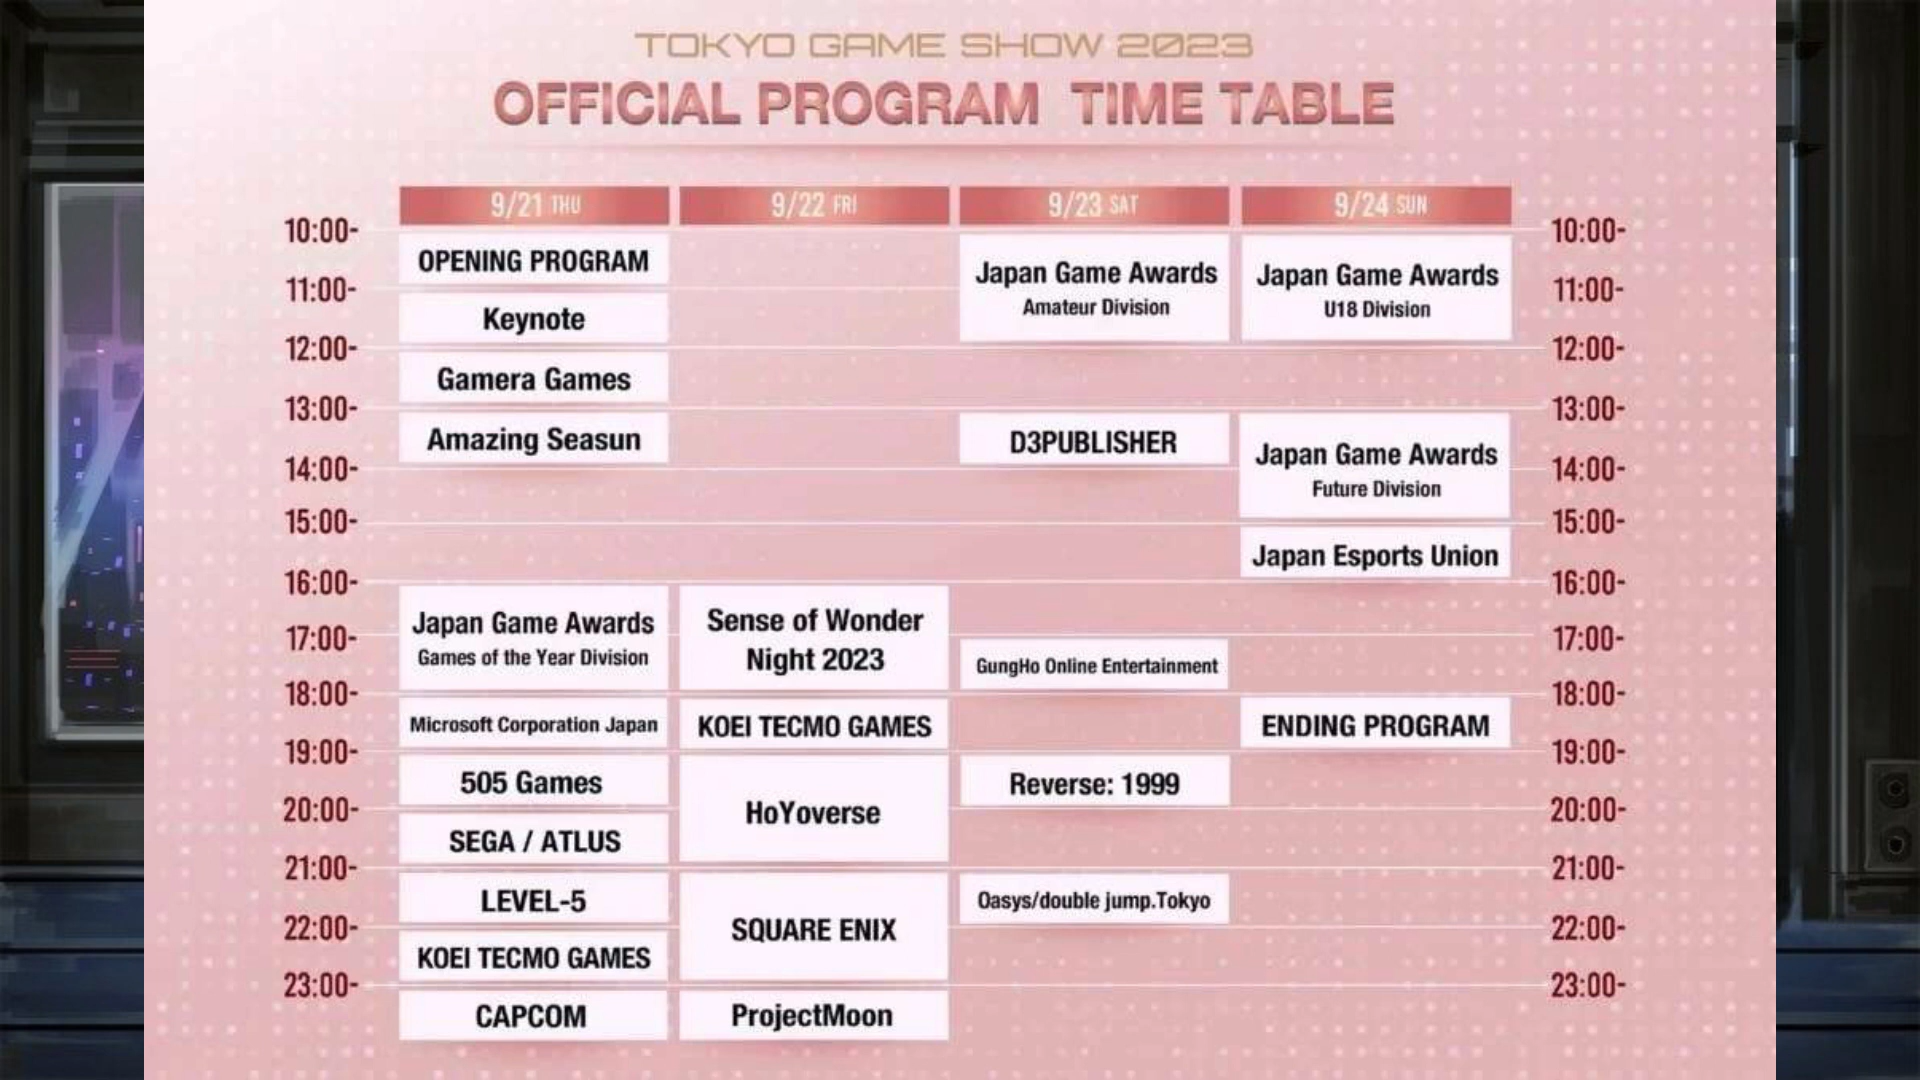 TOKYO GAME SHOW 2023
OFFICIAL PROGRAM TIME TABLE
9/21 THU
9/22 FRI
9/23 SAT
9/24 SUN
10:00-
10:00-
OPENING PROGRAM
Japan Game Awards
Amateur Division
Japan Game Awards
U18 Division
11:00-
11:00-
Keynote
12:00-
12:00-
Gamera Games
13:00-
13:00-
Amazing Seasun
D3PUBLISHER
Japan Game Awards
Future Division
14:00-
14:00-
15:00-
15:00-
Japan Esports Union
16:00-
16:00-
Japan Game Awards
Games of the Year Division
Sense of Wonder
Night 2023
17:00-
17:00-
GungHo Online Entertainment
18:00-
18:00-
Microsoft Corporation Japan
KOEI TECMO GAMES
ENDING PROGRAM
19:00-
19:00-
505 Games
HoYoverse
Reverse: 1999
20:00-
20:00-
SEGA / ATLUS
21:00-
21:00-
LEVEL-5
SQUARE ENIX
Oasys/double jump.Tokyo
22:00-
22:00-
KOEI TECMO GAMES
23:00-
23:00-
CAPCOM
ProjectMoon